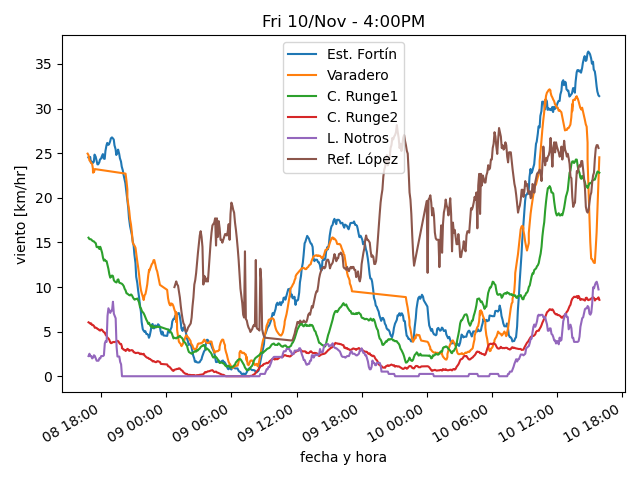 Fri 10/Nov - 4:00PM
Est. Fortín
Varadero
C. Runge1
C. Runge2
L. Notros
Ref. López
viento [km/hr]
35
30
25
20
15
10
5
0
08 18:00
09 00:00
09 06:00
09 12:00
09 18:00
10 00:00
10 06:00
10 12:00
10 18:00
fecha y hora